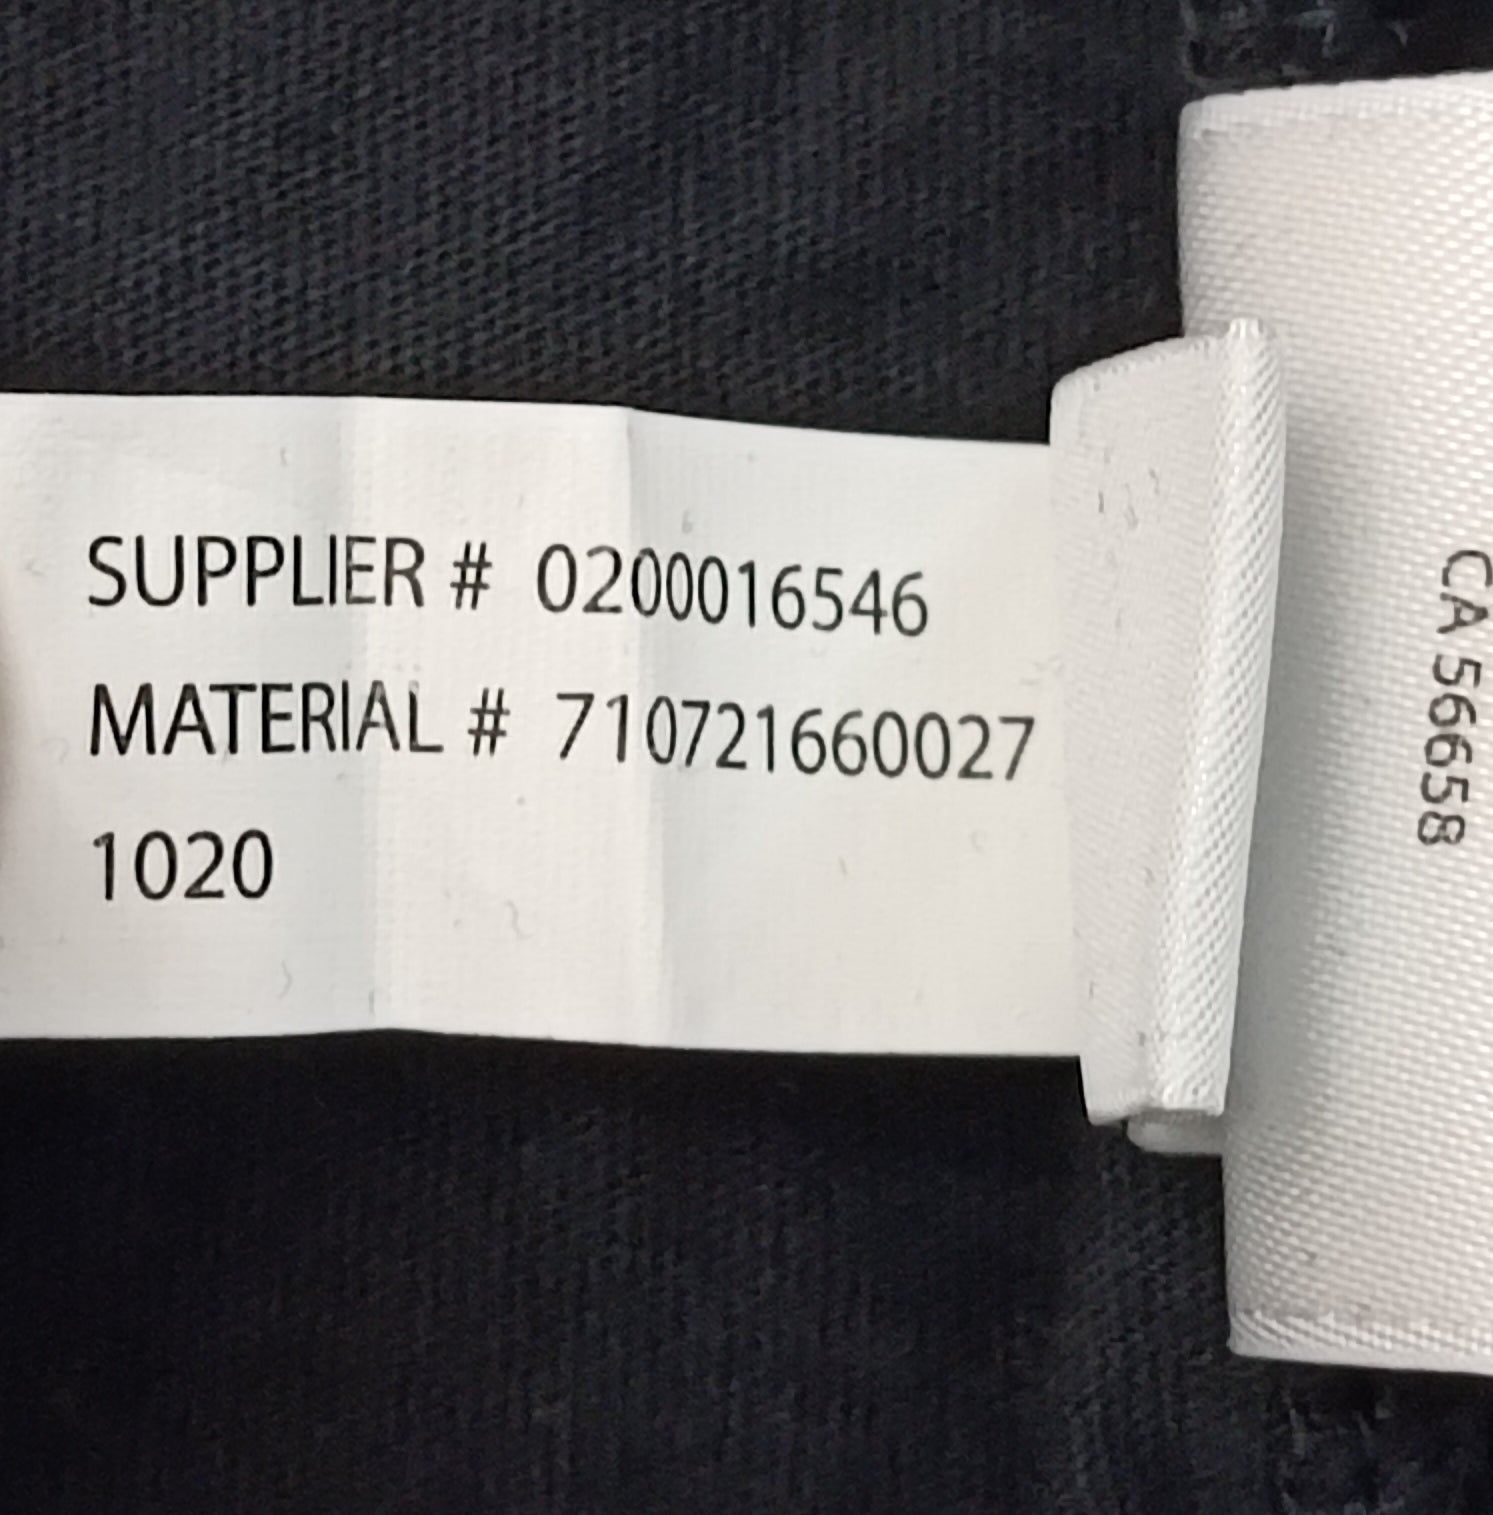 SUPPLIER # 0200016546
MATERIAL # 710721660027
1020
CA 56658